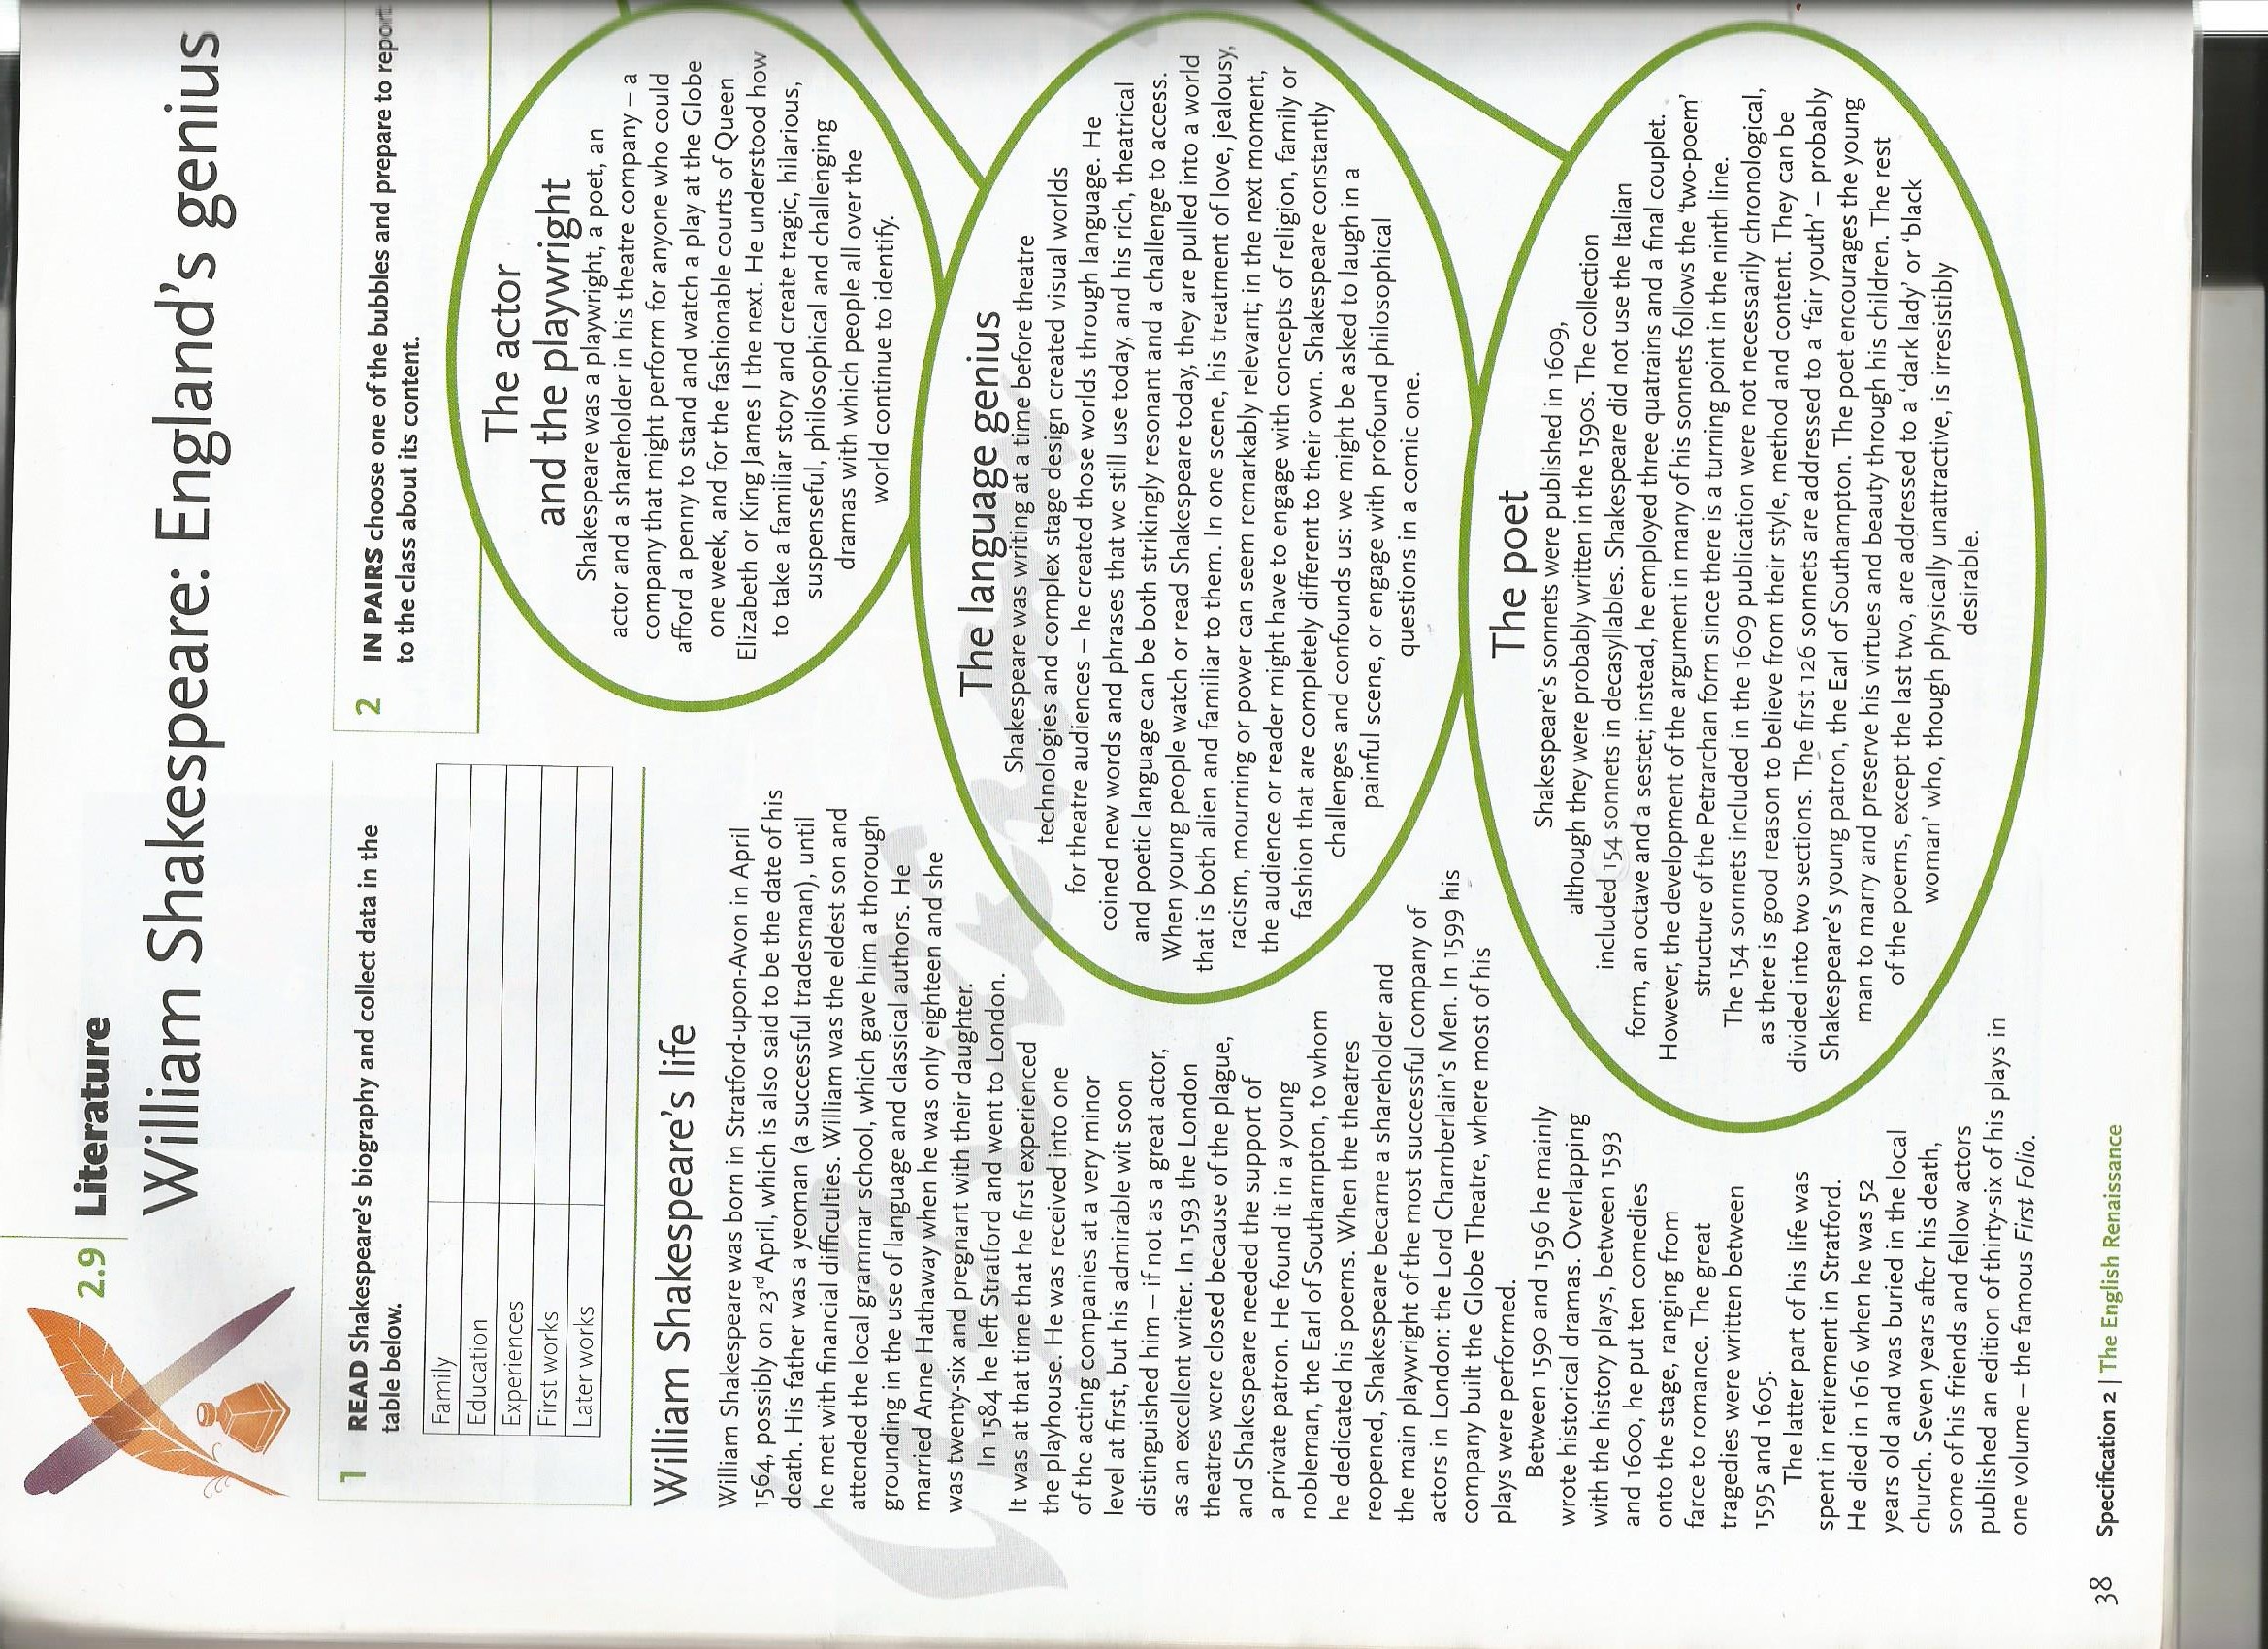 2.9 Literature
William Shakespeare: England's genius
1 READ Shakespeare's biography and collect data in the
table below.
Family
Education
Experiences
First works
Later works
William Shakespeare's life
William Shakespeare was born in Stratford-upon-Avon in April
1564, possibly on 23rd April, which is also said to be the date of his
death. His father was a yeoman (a successful tradesman), until
he met with financial difficulties. William was the eldest son and
attended the local grammar school, which gave him a thorough
grounding in the use of language and classical authors. He
married Anne Hathaway when he was only eighteen and she
was twenty-six and pregnant with their daughter.
In 1584 he left Stratford and went to London.
It was at that time that he first experienced
the playhouse. He was received into one
of the acting companies at a very minor
level at first, but his admirable wit soon
distinguished him – if not as a great actor,
as an excellent writer. In 1593 the London
theatres were closed because of the plague,
and Shakespeare needed the support of
a private patron. He found it in a young
nobleman, the Earl of Southampton, to whom
he dedicated his poems. When the theatres
reopened, Shakespeare became a shareholder and
the main playwright of the most successful company of
actors in London: the Lord Chamberlain's Men. In 1599 his
company built the Globe Theatre, where most of his
plays were performed.
Between 1590 and 1596 he mainly
wrote historical dramas. Overlapping
with the history plays, between 1593
and 1600, he put ten comedies
onto the stage, ranging from
farce to romance. The great
tragedies were written between
1595 and 1605.
The latter part of his life was
spent in retirement in Stratford.
He died in 1616 when he was 52
years old and was buried in the local
church. Seven years after his death,
some of his friends and fellow actors
published an edition of thirty-six of his plays in
one volume – the famous First Folio.
2 IN PAIRS choose one of the bubbles and prepare to report
to the class about its content.
The actor
and the playwright
Shakespeare was a playwright, a poet, an
actor and a shareholder in his theatre company – a
company that might perform for anyone who could
afford a penny to stand and watch a play at the Globe
one week, and for the fashionable courts of Queen
Elizabeth or King James I the next. He understood how
to take a familiar story and create tragic, hilarious,
suspenseful, philosophical and challenging
dramas with which people all over the
world continue to identify.
The language genius
Shakespeare was writing at a time before theatre
technologies and complex stage design created visual worlds
for theatre audiences – he created those worlds through language. He
coined new words and phrases that we still use today, and his rich, theatrical
and poetic language can be both strikingly resonant and a challenge to access.
When young people watch or read Shakespeare today, they are pulled into a world
that is both alien and familiar to them. In one scene, his treatment of love, jealousy,
racism, mourning or power can seem remarkably relevant; in the next moment,
the audience or reader might have to engage with concepts of religion, family or
fashion that are completely different to their own. Shakespeare constantly
challenges and confounds us: we might be asked to laugh in a
painful scene, or engage with profound philosophical
questions in a comic one.
The poet
Shakespeare's sonnets were published in 1609,
although they were probably written in the 1590s. The collection
included 154 sonnets in decasyllables. Shakespeare did not use the Italian
form, an octave and a sestet; instead, he employed three quatrains and a final couplet.
However, the development of the argument in many of his sonnets follows the 'two-poem'
structure of the Petrarchan form since there is a turning point in the ninth line.
The 154 sonnets included in the 1609 publication were not necessarily chronological,
as there is good reason to believe from their style, method and content. They can be
divided into two sections. The first 126 sonnets are addressed to a 'fair youth' – probably
Shakespeare's young patron, the Earl of Southampton. The poet encourages the young
man to marry and preserve his virtues and beauty through his children. The rest
of the poems, except the last two, are addressed to a 'dark lady' or 'black
woman' who, though physically unattractive, is irresistibly
desirable.
38 Specification 2 | The English Renaissance